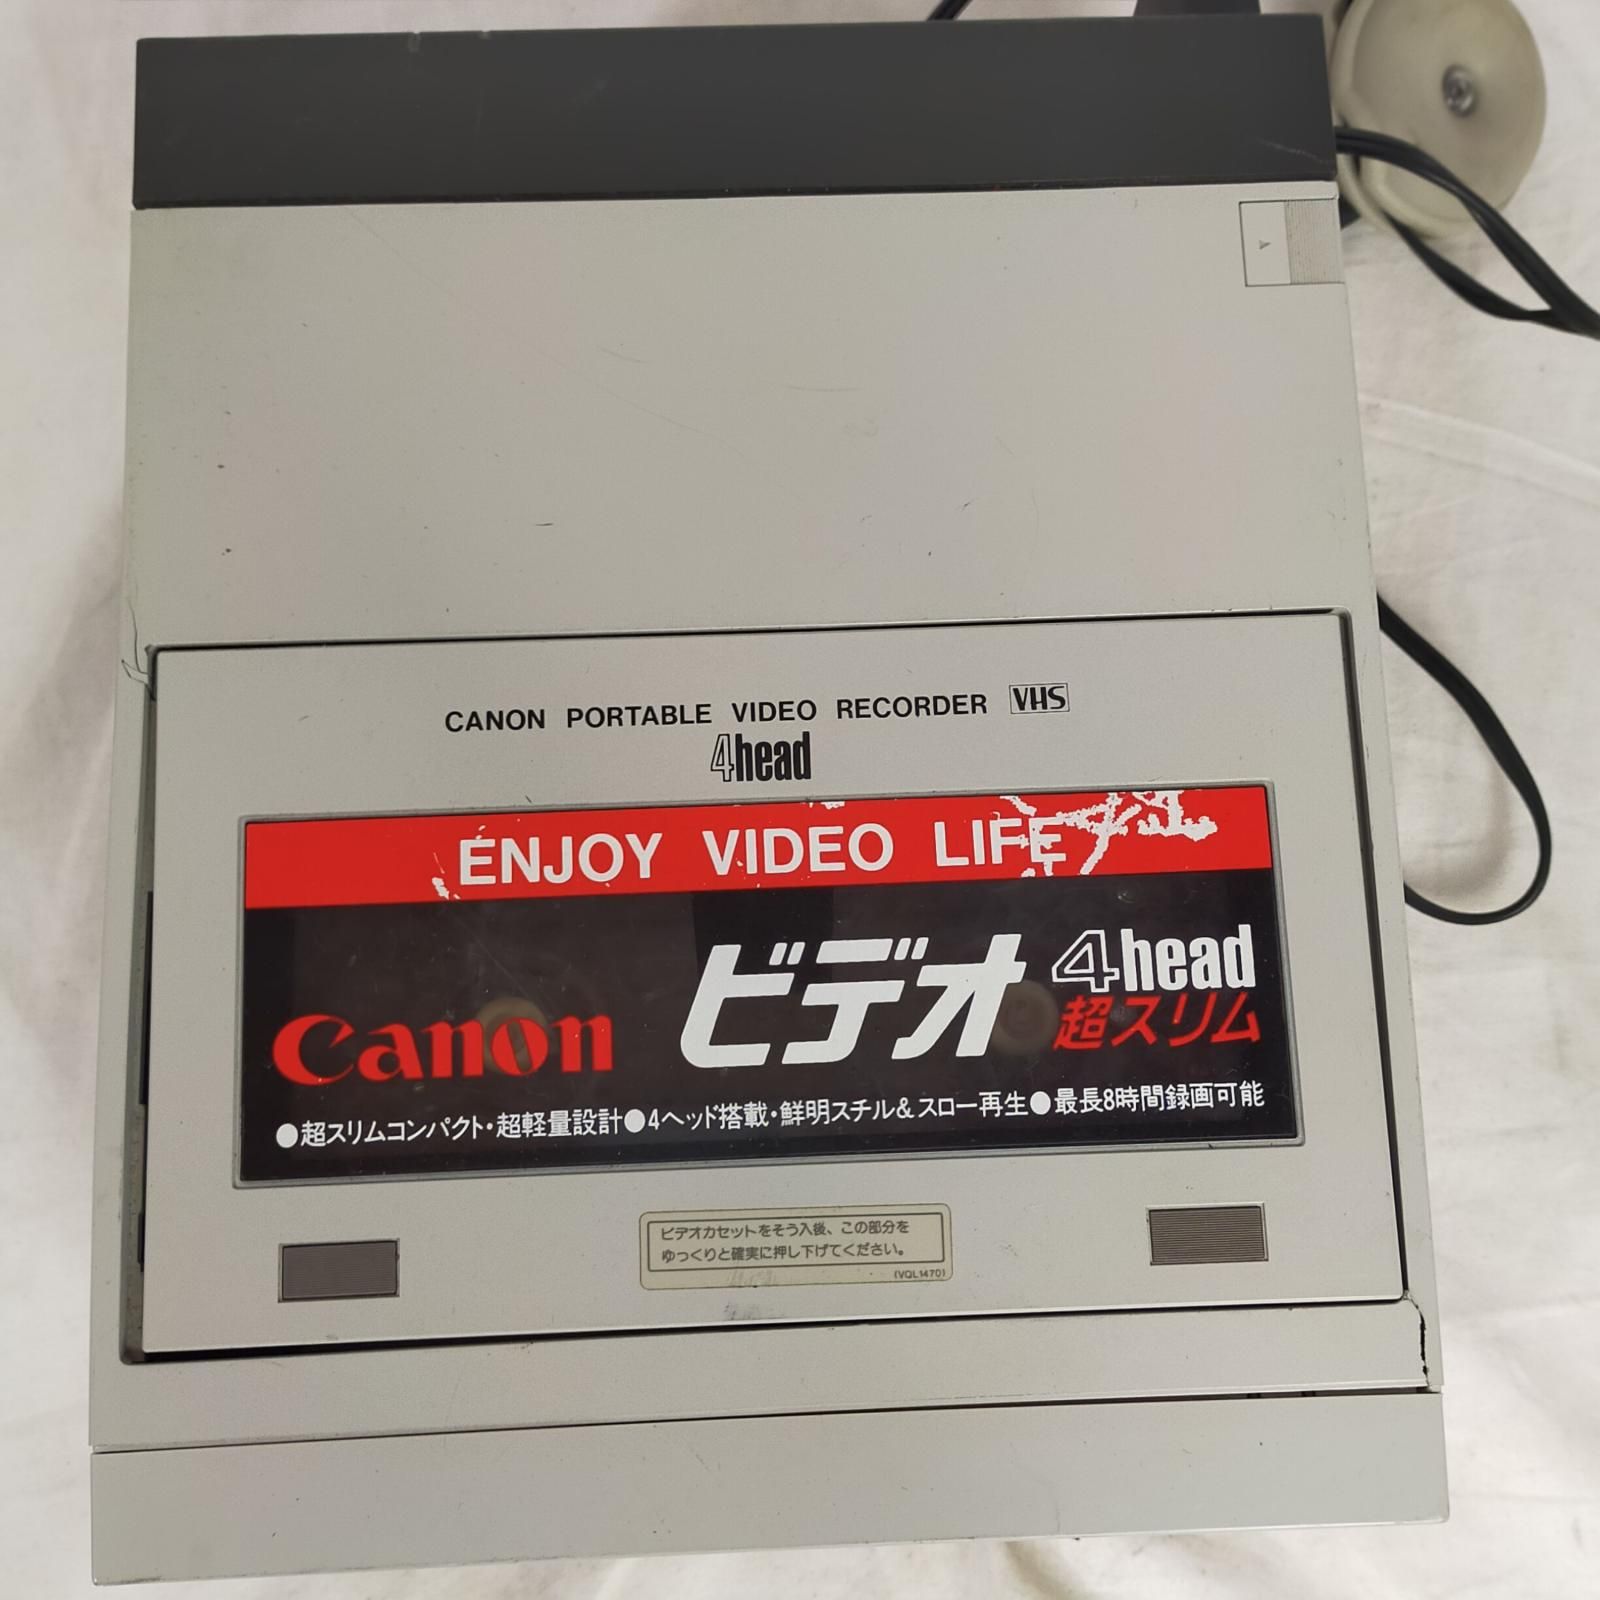 CANON PORTABLE VIDEO RECORDER VHS
4head
ENJOY VIDEO LIFE
Canon ビデオ 4head
超スリム
●超スリムコンパクト・超軽量設計●4ヘッド搭載・鮮明スチル&スロー再生●最長8時間録画可能
ビデオカセットをそう入後、この部分を
ゆっくりと確実に押し下げてください。
(VQL1470)